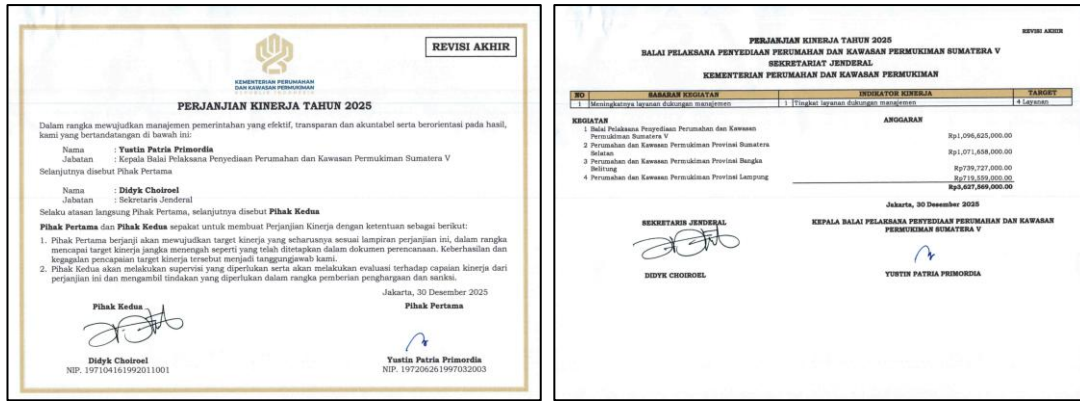 REVISI AKHIR
KEMENTERIAN PERUMAHAN
DAN KAWASAN PERMUKIMAN
REPUBLIK INDONESIA
PERJANJIAN KINERJA TAHUN 2025
Dalam rangka mewujudkan manajemen pemerintahan yang efektif, transparan dan akuntabel serta berorientasi pada hasil,
kami yang bertandatangan di bawah ini:
Nama : Yustin Patria Primordia
Jabatan : Kepala Balai Pelaksana Penyediaan Perumahan dan Kawasan Permukiman Sumatera V
Selanjutnya disebut Pihak Pertama
Nama : Didyk Choiroel
Jabatan : Sekretaris Jenderal
Selaku atasan langsung Pihak Pertama, selanjutnya disebut Pihak Kedua
Pihak Pertama dan Pihak Kedua sepakat untuk membuat Perjanjian Kinerja dengan ketentuan sebagai berikut:
1. Pihak Pertama berjanji akan mewujudkan target kinerja yang seharusnya sesuai lampiran perjanjian ini, dalam rangka
mencapai target kinerja jangka menengah seperti yang telah ditetapkan dalam dokumen perencanaan. Keberhasilan dan
kegagalan pencapaian target kinerja tersebut menjadi tanggungjawab kami.
2. Pihak Kedua akan melakukan supervisi yang diperlukan serta akan melakukan evaluasi terhadap capaian kinerja dari
perjanjian ini dan mengambil tindakan yang diperlukan dalam rangka pemberian penghargaan dan sanksi.
Jakarta, 30 Desember 2025
Pihak Kedua Pihak Pertama
Didyk Choiroel Yustin Patria Primordia
NIP. 197104161992011001 NIP. 197206261997032003
REVISI AKHIR
PERJANJIAN KINERJA TAHUN 2025
BALAI PELAKSANA PENYEDIAAN PERUMAHAN DAN KAWASAN PERMUKIMAN SUMATERA V
SEKRETARIAT JENDERAL
KEMENTERIAN PERUMAHAN DAN KAWASAN PERMUKIMAN
NO SASARAN KEGIATAN INDIKATOR KINERJA TARGET
1 Meningkatnya layanan dukungan manajemen 1 Tingkat layanan dukungan manajemen 4 Layanan
KEGIATAN ANGGARAN
1 Balai Pelaksana Penyediaan Perumahan dan Kawasan
Permukiman Sumatera V Rp1,096,625,000.00
2 Perumahan dan Kawasan Permukiman Provinsi Sumatera
Selatan Rp1,071,658,000.00
3 Perumahan dan Kawasan Permukiman Provinsi Bangka
Belitung Rp739,727,000.00
4 Perumahan dan Kawasan Permukiman Provinsi Lampung Rp719,559,000.00
Rp3,627,569,000.00
Jakarta, 30 Desember 2025
SEKRETARIS JENDERAL KEPALA BALAI PELAKSANA PENYEDIAAN PERUMAHAN DAN KAWASAN
PERMUKIMAN SUMATERA V
DIDYK CHOIROEL YUSTIN PATRIA PRIMORDIA